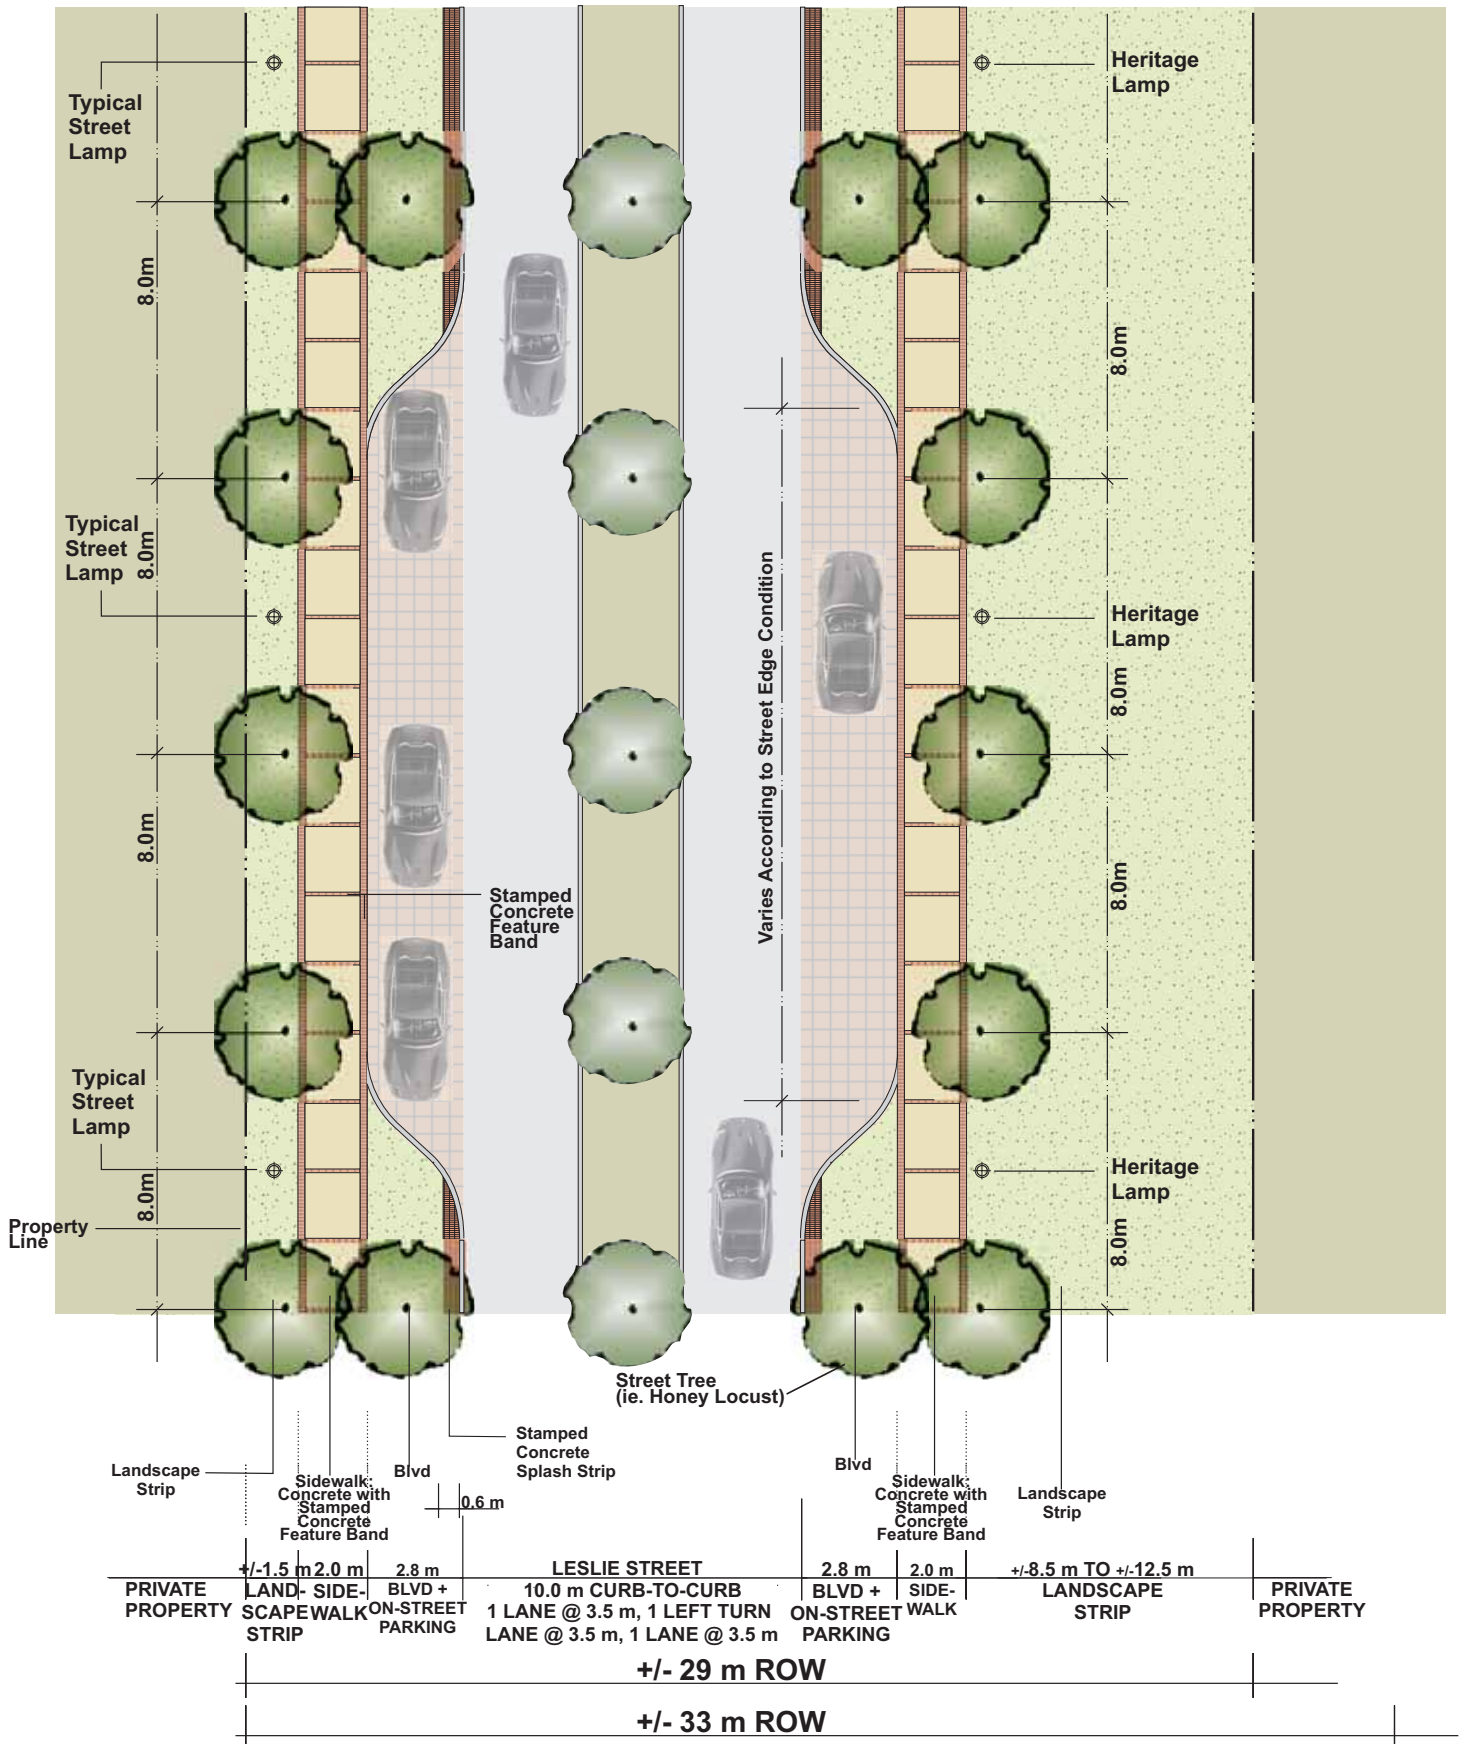 Typical
Street
Lamp
Heritage
Lamp
8.0m
8.0m
Typical
Street
Lamp
8.0m
Varies According to Street Edge Condition
Heritage
Lamp
8.0m
8.0m
Stamped
Concrete
Feature
Band
8.0m
Typical
Street
Lamp
Heritage
Lamp
8.0m
Property
Line
8.0m
Street Tree
(ie. Honey Locust)
Stamped
Concrete
Splash Strip
Landscape
Strip
Sidewalk:
Concrete with
Stamped
Concrete
Feature Band
Blvd
0.6 m
Blvd
Sidewalk:
Concrete with
Stamped
Concrete
Feature Band
Landscape
Strip
PRIVATE
PROPERTY
+/-1.5 m
LAND-
SCAPE
STRIP
2.0 m
SIDE-
WALK
2.8 m
BLVD +
ON-STREET
PARKING
LESLIE STREET
10.0 m CURB-TO-CURB
1 LANE @ 3.5 m, 1 LEFT TURN
LANE @ 3.5 m, 1 LANE @ 3.5 m
2.8 m
BLVD +
ON-STREET
PARKING
2.0 m
SIDE-
WALK
+/-8.5 m TO +/-12.5 m
LANDSCAPE
STRIP
PRIVATE
PROPERTY
+/- 29 m ROW
+/- 33 m ROW